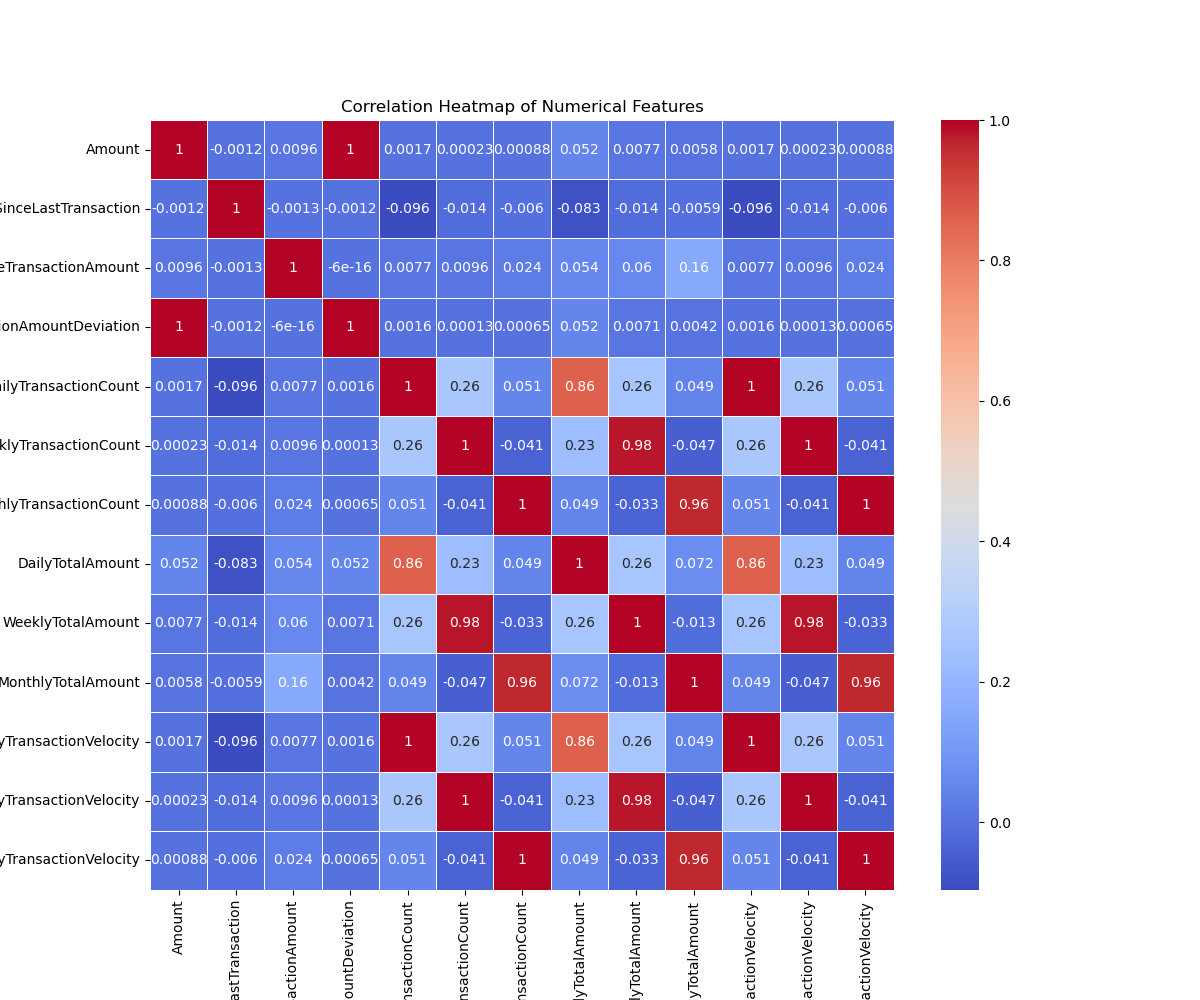 Correlation Heatmap of Numerical Features
Amount 1 -0.0012 0.0096 1 0.0017 0.00023 0.00088 0.052 0.0077 0.0058 0.0017 0.00023 0.00088
SinceLastTransaction -0.0012 1 -0.0013 -0.0012 -0.096 -0.014 -0.006 -0.083 -0.014 -0.0059 -0.096 -0.014 -0.006
eTransactionAmount 0.0096 -0.0013 1 -6e-16 0.0077 0.0096 0.024 0.054 0.06 0.16 0.0077 0.0096 0.024
ionAmountDeviation 1 -0.0012 -6e-16 1 0.0016 0.00013 0.00065 0.052 0.0071 0.0042 0.0016 0.00013 0.00065
ilyTransactionCount 0.0017 -0.096 0.0077 0.0016 1 0.26 0.051 0.86 0.26 0.049 1 0.26 0.051
klyTransactionCount 0.00023 -0.014 0.0096 0.00013 0.26 1 -0.041 0.23 0.98 -0.047 0.26 1 -0.041
hlyTransactionCount 0.00088 -0.006 0.024 0.00065 0.051 -0.041 1 0.049 -0.033 0.96 0.051 -0.041 1
DailyTotalAmount 0.052 -0.083 0.054 0.052 0.86 0.23 0.049 1 0.26 0.072 0.86 0.23 0.049
WeeklyTotalAmount 0.0077 -0.014 0.06 0.0071 0.26 0.98 -0.033 0.26 1 -0.013 0.26 0.98 -0.033
MonthlyTotalAmount 0.0058 -0.0059 0.16 0.0042 0.049 -0.047 0.96 0.072 -0.013 1 0.049 -0.047 0.96
yTransactionVelocity 0.0017 -0.096 0.0077 0.0016 1 0.26 0.051 0.86 0.26 0.049 1 0.26 0.051
yTransactionVelocity 0.00023 -0.014 0.0096 0.00013 0.26 1 -0.041 0.23 0.98 -0.047 0.26 1 -0.041
yTransactionVelocity 0.00088 -0.006 0.024 0.00065 0.051 -0.041 1 0.049 -0.033 0.96 0.051 -0.041 1
Amount
astTransaction
actionAmount
ountDeviation
nsactionCount
nsactionCount
nsactionCount
lyTotalAmount
lyTotalAmount
yTotalAmount
actionVelocity
actionVelocity
actionVelocity
1.0
0.8
0.6
0.4
0.2
0.0